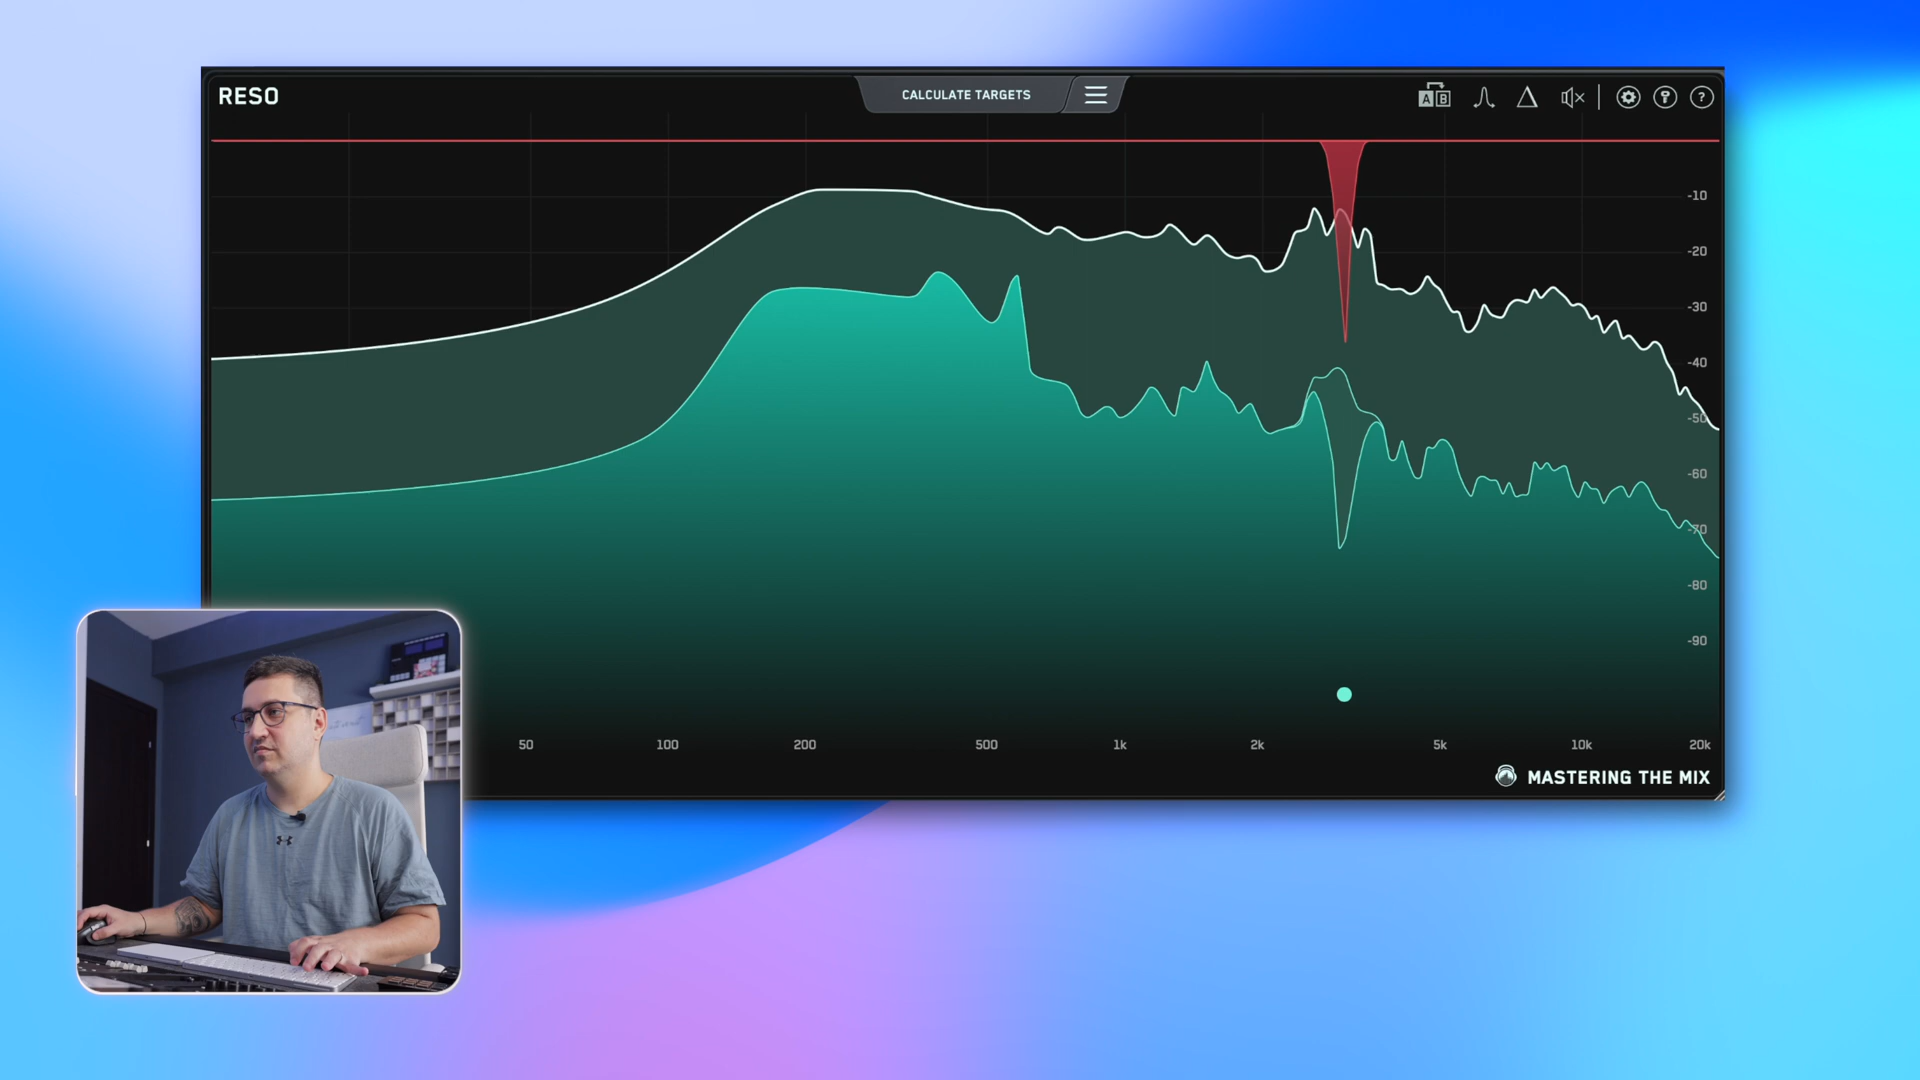 RESO
CALCULATE TARGETS
A B
?
-10
-20
-30
-40
-50
-60
-70
-80
-90
50 100 200 500 1k 2k 5k 10k 20k
MASTERING THE MIX